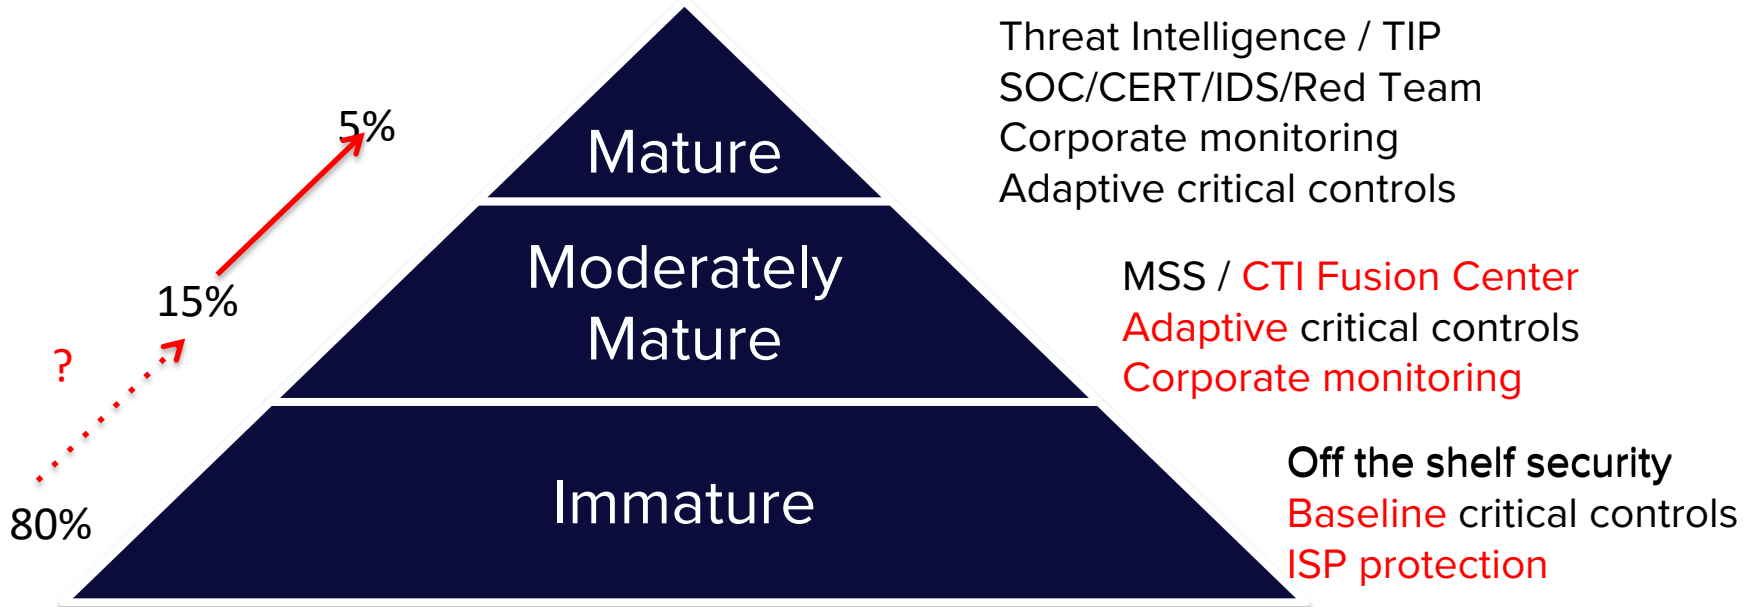 Threat Intelligence / TIP
SOC/CERT/IDS/Red Team
Corporate monitoring
Adaptive critical controls
5%
Mature
15%
Moderately
Mature
MSS / CTI Fusion Center
Adaptive critical controls
Corporate monitoring
?
80%
Immature
Off the shelf security
Baseline critical controls
ISP protection